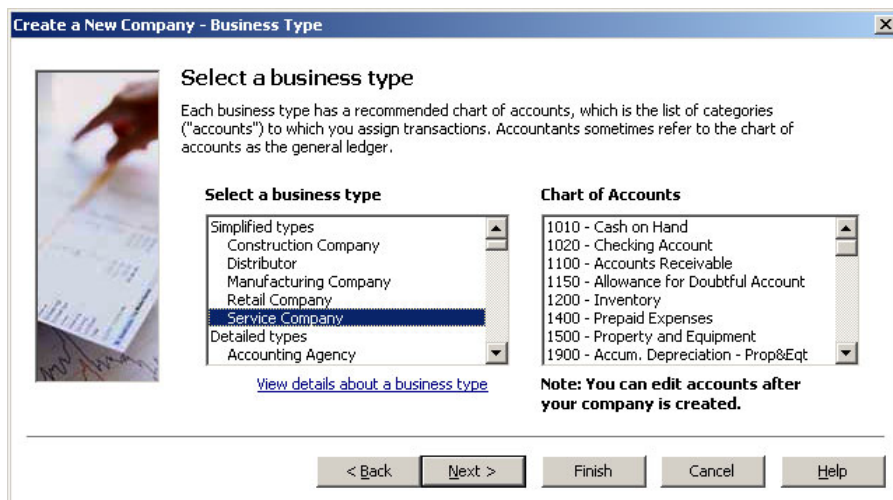 Create a New Company - Business Type
Select a business type
Each business type has a recommended chart of accounts, which is the list of categories
("accounts") to which you assign transactions. Accountants sometimes refer to the chart of
accounts as the general ledger.
Select a business type
Simplified types
Construction Company
Distributor
Manufacturing Company
Retail Company
Service Company
Detailed types
Accounting Agency
View details about a business type
Chart of Accounts
1010 - Cash on Hand
1020 - Checking Account
1100 - Accounts Receivable
1150 - Allowance for Doubtful Account
1200 - Inventory
1400 - Prepaid Expenses
1500 - Property and Equipment
1900 - Accum. Depreciation - Prop&Eqt
Note: You can edit accounts after
your company is created.
< Back
Next >
Finish
Cancel
Help